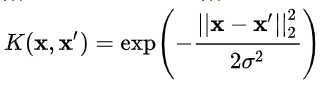 K(x, x′) = exp(−||x − x′||₂² / 2σ²)